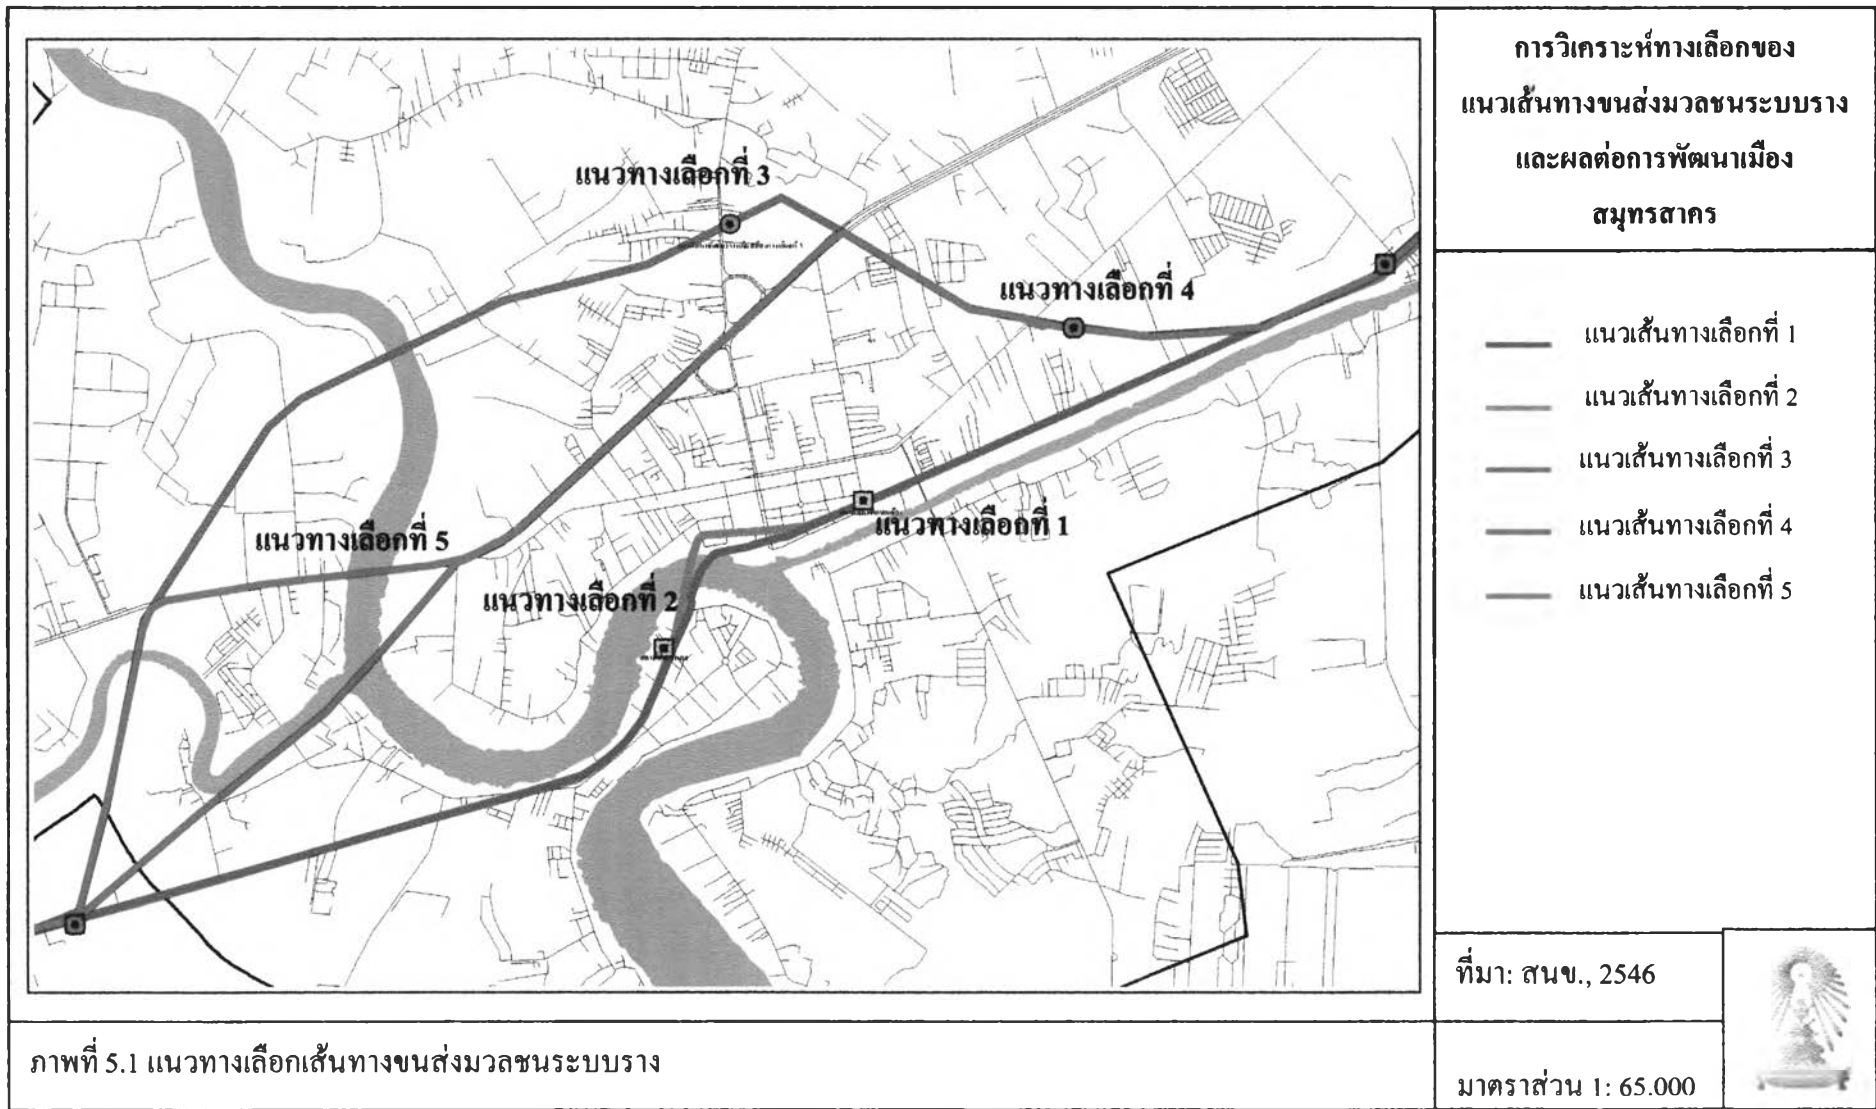 การวิเคราะห์ทางเลือกของ
แนวเส้นทางขนส่งมวลชนระบบราง
และผลต่อการพัฒนาเมือง
สมุทรสาคร
แนวทางเลือกที่ 3
แนวทางเลือกที่ 4
แนวทางเลือกที่ 1
แนวทางเลือกที่ 5
แนวทางเลือกที่ 2
แนวเส้นทางเลือกที่ 1
แนวเส้นทางเลือกที่ 2
แนวเส้นทางเลือกที่ 3
แนวเส้นทางเลือกที่ 4
แนวเส้นทางเลือกที่ 5
ที่มา: สนข., 2546
มาตราส่วน 1: 65.000
ภาพที่ 5.1 แนวทางเลือกเส้นทางขนส่งมวลชนระบบราง